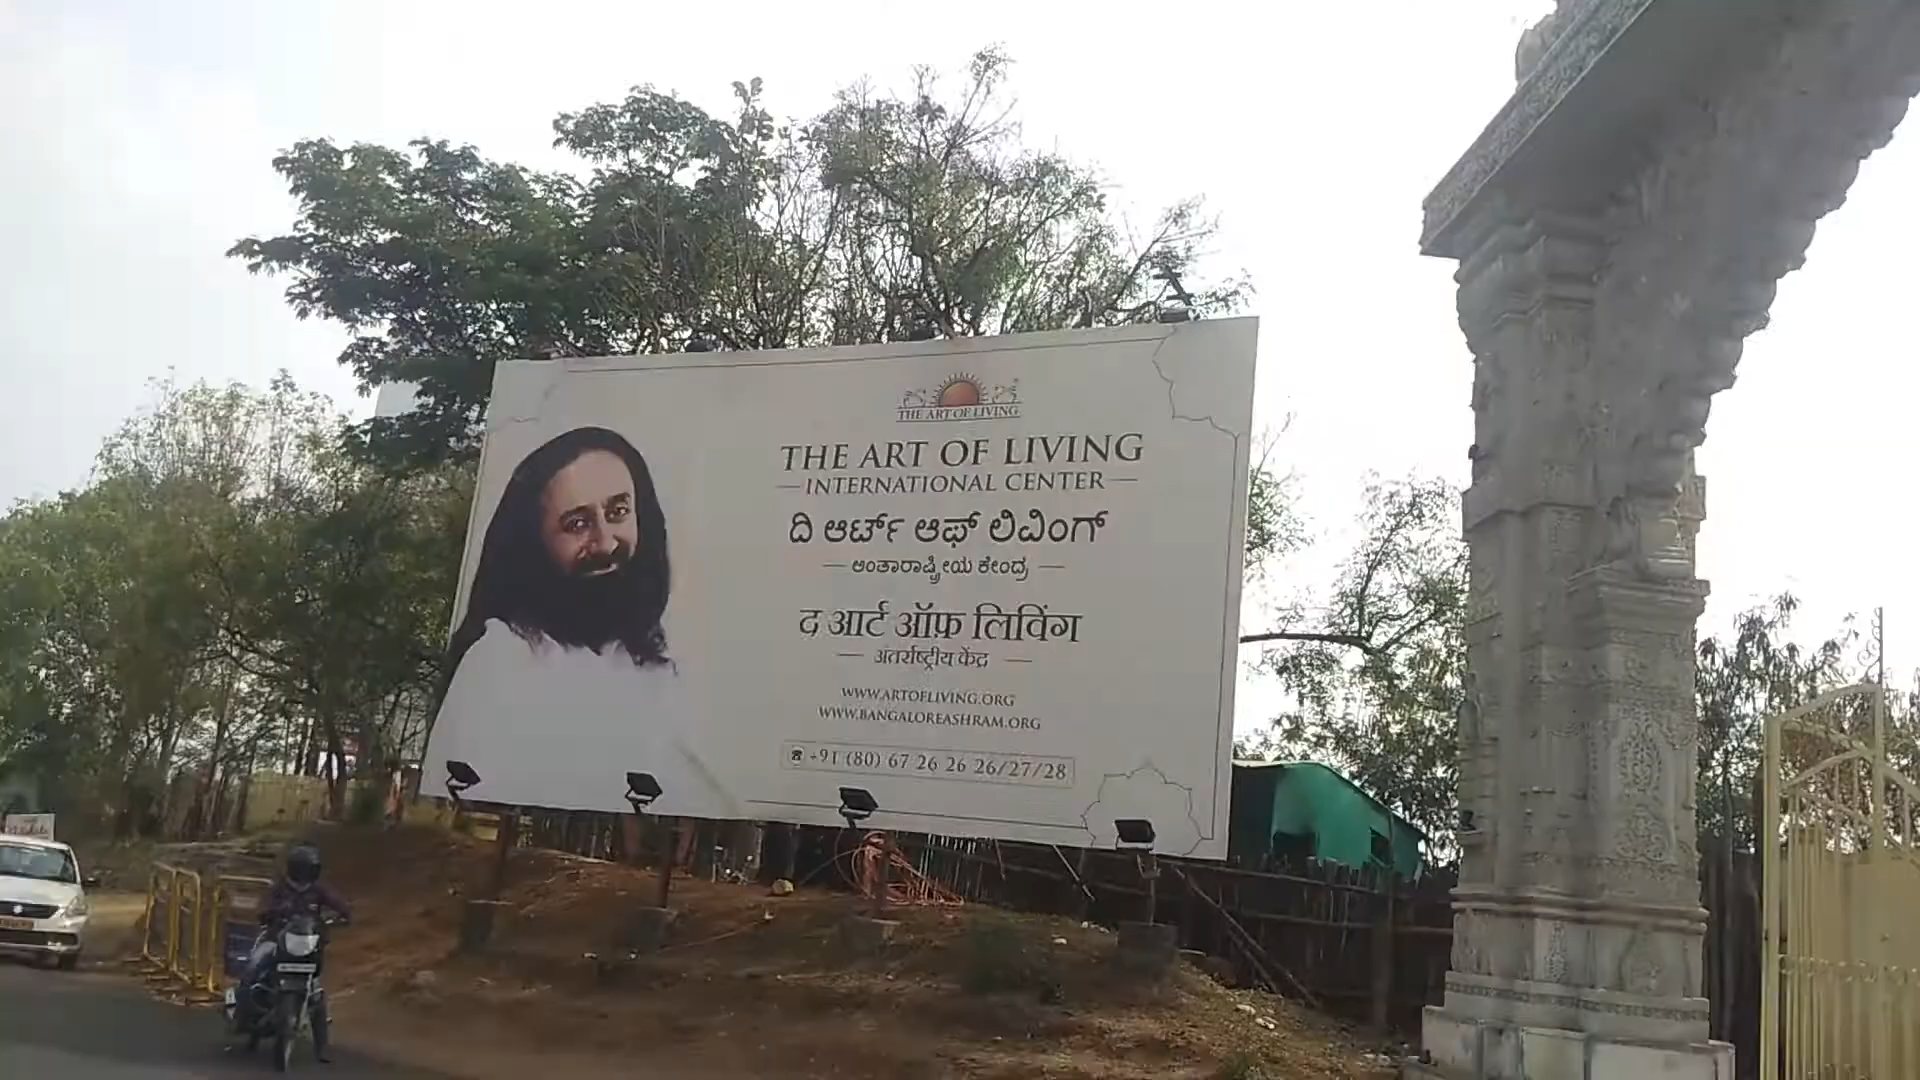 THE ART OF LIVING
THE ART OF LIVING
INTERNATIONAL CENTER
ದಿ ಆರ್ಟ್ ಆಫ್ ಲಿವಿಂಗ್
ಅಂತಾರಾಷ್ಟ್ರೀಯ ಕೇಂದ್ರ
द आर्ट ऑफ़ लिविंग
अंतर्राष्ट्रीय केंद्र
WWW.ARTOFLIVING.ORG
WWW.BANGALOREASHRAM.ORG
☎ +91 (80) 67 26 26 26/27/28